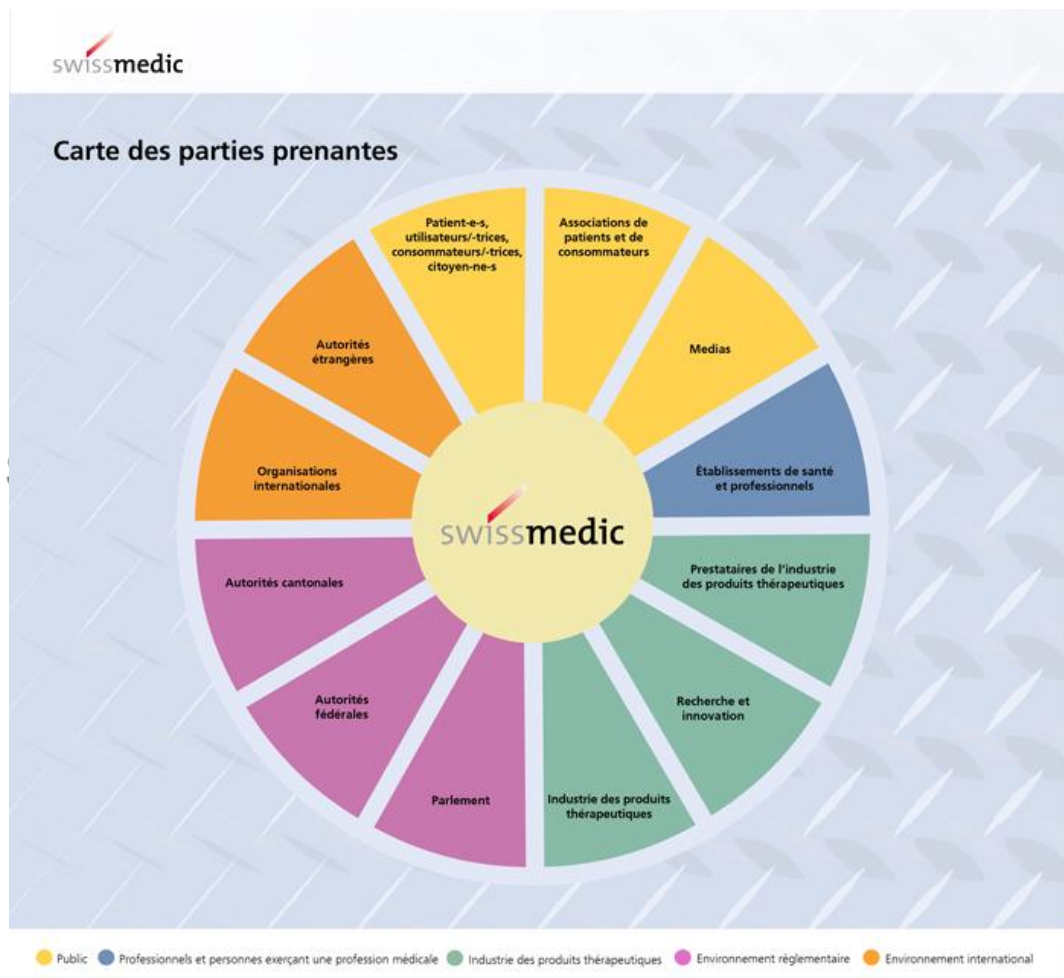 swissmedic
Carte des parties prenantes
Patient-e-s,
utilisateurs/-trices,
consommateurs/-trices,
citoyen-ne-s
Associations de
patients et de
consommateurs
Medias
Autorités
étrangères
Établissements de santé
et professionnels
Organisations
internationales
swissmedic
Prestataires de l'industrie
des produits thérapeutiques
Autorités cantonales
Recherche et
innovation
Autorités
fédérales
Industrie des produits
thérapeutiques
Parlement
Public
Professionnels et personnes exerçant une profession médicale
Industrie des produits thérapeutiques
Environnement règlementaire
Environnement international